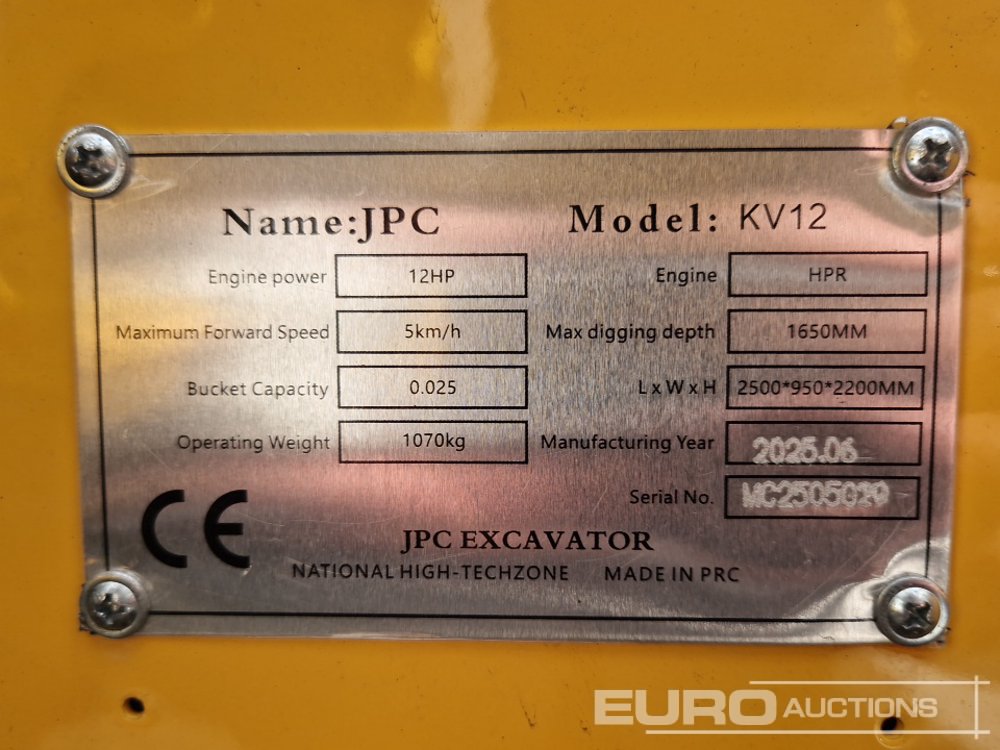 Name:JPC Model: KV12
Engine power 12HP Engine HPR
Maximum Forward Speed 5km/h Max digging depth 1650MM
Bucket Capacity 0.025 L x W x H 2500*950*2200MM
Operating Weight 1070kg Manufacturing Year 2025.06
Serial No. MC2505019
CE JPC EXCAVATOR
NATIONAL HIGH-TECHZONE MADE IN PRC
EURO AUCTIONS